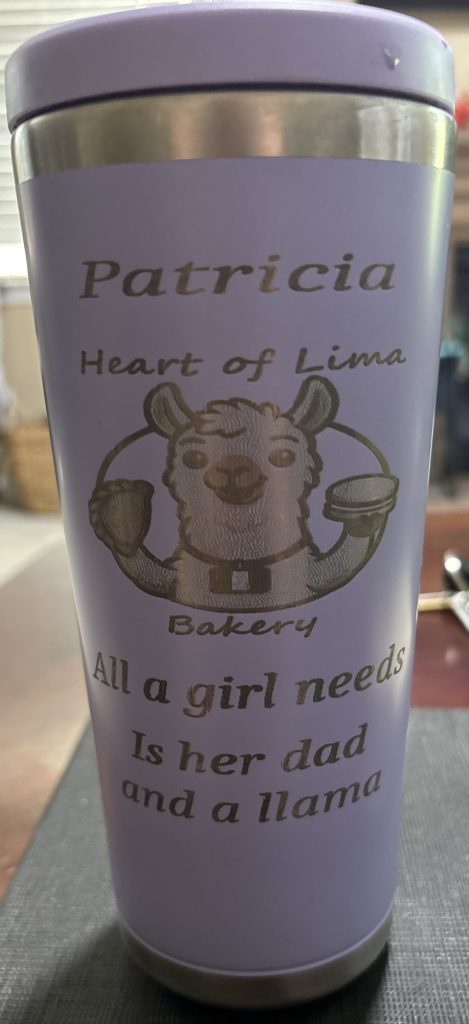 Patricia
Heart of Lima
Bakery
All a girl needs
Is her dad
and a llama